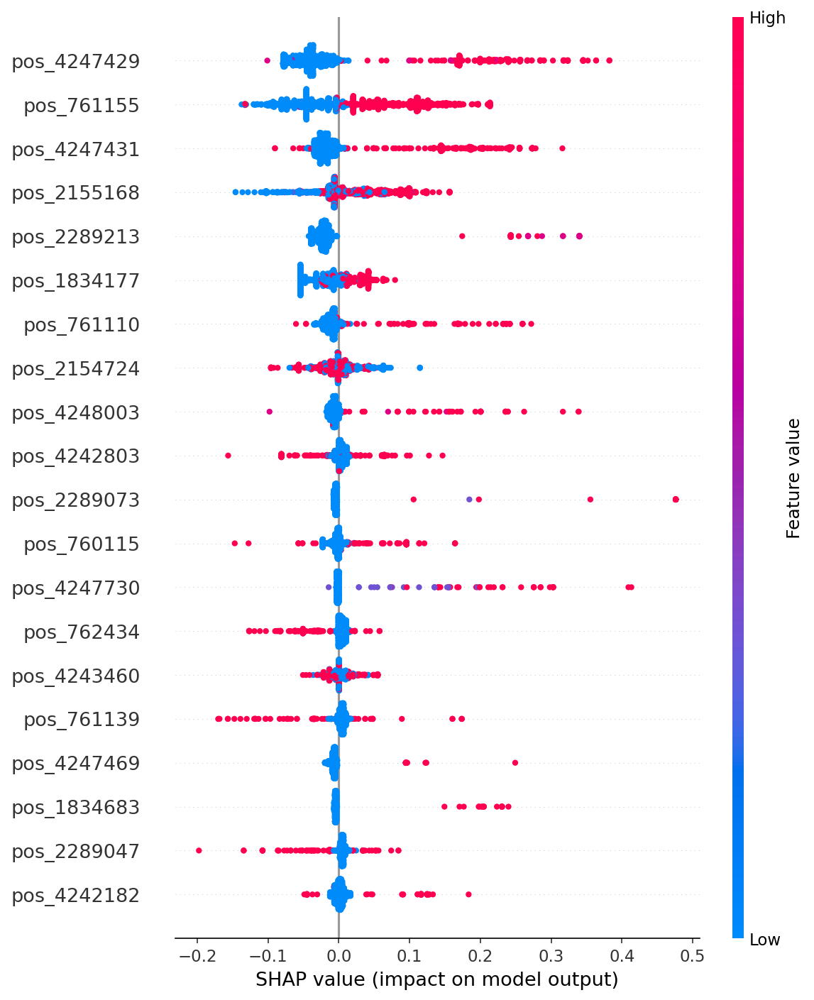 High
pos_4247429
pos_761155
pos_4247431
pos_2155168
pos_2289213
pos_1834177
pos_761110
pos_2154724
pos_4248003
pos_4242803
pos_2289073
pos_760115
pos_4247730
pos_762434
pos_4243460
pos_761139
pos_4247469
pos_1834683
pos_2289047
pos_4242182
Feature value
Low
−0.2 −0.1 0.0 0.1 0.2 0.3 0.4 0.5
SHAP value (impact on model output)